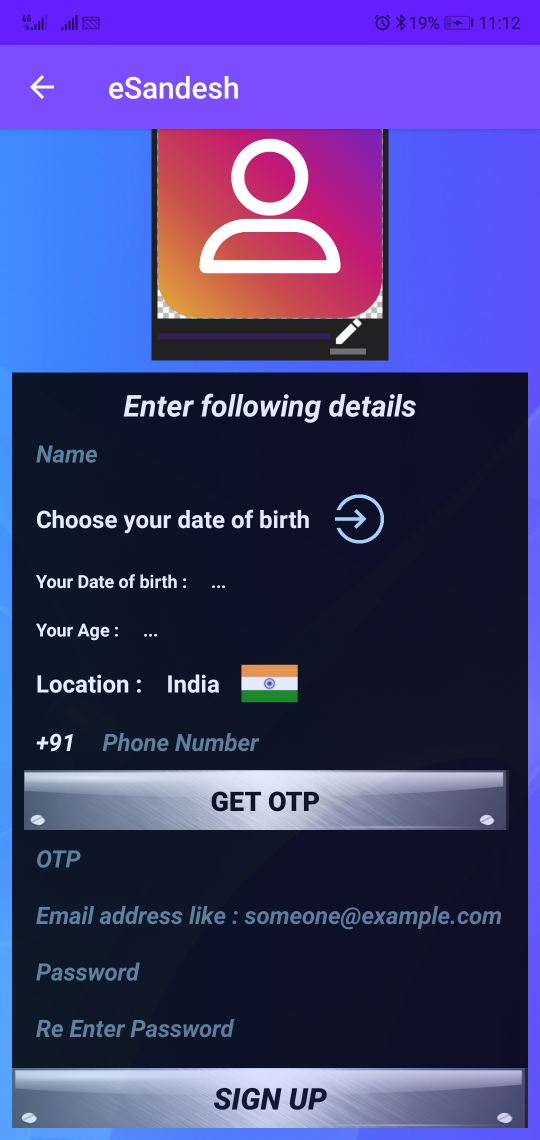 4G 19% 11:12
eSandesh
Enter following details
Name
Choose your date of birth
Your Date of birth : ...
Your Age : ...
Location : India
+91 Phone Number
GET OTP
OTP
Email address like : someone@example.com
Password
Re Enter Password
SIGN UP